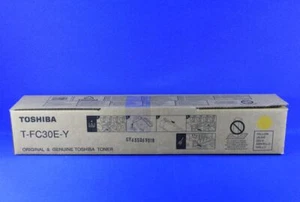 TOSHIBA
T-FC30E-Y
ORIGINAL & GENUINE TOSHIBA TONER